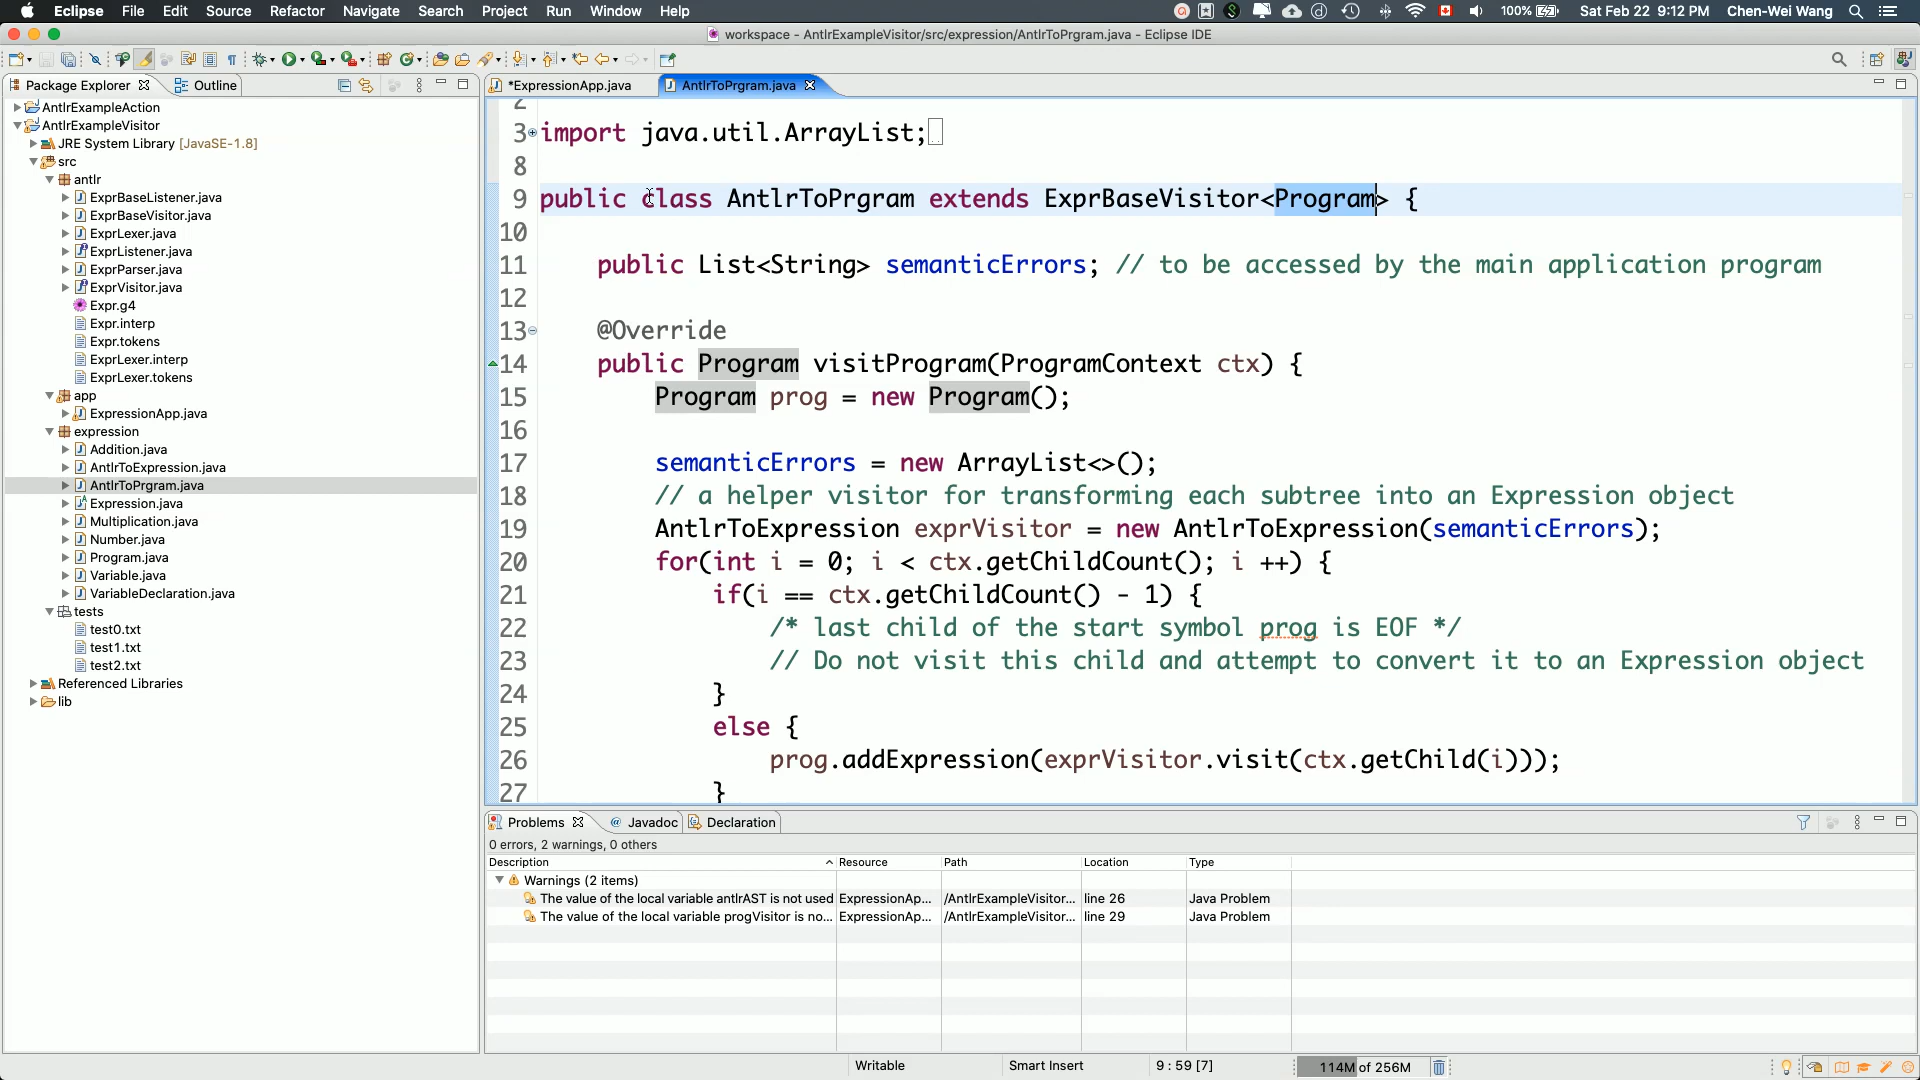 Eclipse File Edit Source Refactor Navigate Search Project Run Window Help 100% Sat Feb 22 9:12 PM Chen-Wei Wang
workspace - AntlrExampleVisitor/src/expression/AntlrToPrgram.java - Eclipse IDE
Package Explorer Outline
AntlrExampleAction
AntlrExampleVisitor
JRE System Library [JavaSE-1.8]
src
antlr
ExprBaseListener.java
ExprBaseVisitor.java
ExprLexer.java
ExprListener.java
ExprParser.java
ExprVisitor.java
Expr.g4
Expr.interp
Expr.tokens
ExprLexer.interp
ExprLexer.tokens
app
ExpressionApp.java
expression
Addition.java
AntlrToExpression.java
AntlrToPrgram.java
Expression.java
Multiplication.java
Number.java
Program.java
Variable.java
VariableDeclaration.java
tests
test0.txt
test1.txt
test2.txt
Referenced Libraries
lib
*ExpressionApp.java AntlrToPrgram.java
2
3 import java.util.ArrayList;
8
9 public class AntlrToPrgram extends ExprBaseVisitor<Program> {
10
11 public List<String> semanticErrors; // to be accessed by the main application program
12
13 @Override
14 public Program visitProgram(ProgramContext ctx) {
15 Program prog = new Program();
16
17 semanticErrors = new ArrayList<>();
18 // a helper visitor for transforming each subtree into an Expression object
19 AntlrToExpression exprVisitor = new AntlrToExpression(semanticErrors);
20 for(int i = 0; i < ctx.getChildCount(); i ++) {
21 if(i == ctx.getChildCount() - 1) {
22 /* last child of the start symbol prog is EOF */
23 // Do not visit this child and attempt to convert it to an Expression object
24 }
25 else {
26 prog.addExpression(exprVisitor.visit(ctx.getChild(i)));
27 }
Problems Javadoc Declaration
0 errors, 2 warnings, 0 others
Description Resource Path Location Type
Warnings (2 items)
The value of the local variable antlrAST is not used ExpressionAp... /AntlrExampleVisitor... line 26 Java Problem
The value of the local variable progVisitor is no... ExpressionAp... /AntlrExampleVisitor... line 29 Java Problem
Writable Smart Insert 9 : 59 [7] 114M of 256M